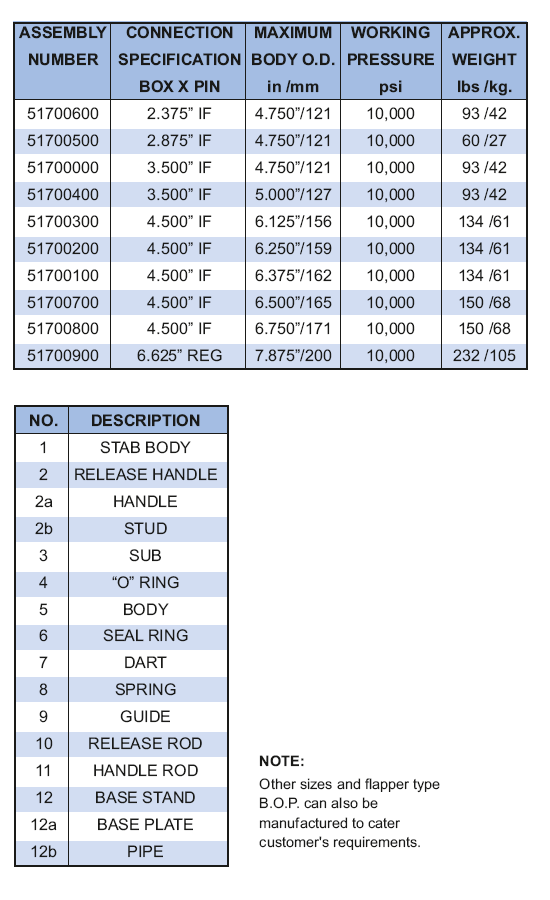 ASSEMBLY CONNECTION MAXIMUM WORKING APPROX.
NUMBER SPECIFICATION BODY O.D. PRESSURE WEIGHT
BOX X PIN in /mm psi lbs /kg.
51700600 2.375” IF 4.750”/121 10,000 93 /42
51700500 2.875” IF 4.750”/121 10,000 60 /27
51700000 3.500” IF 4.750”/121 10,000 93 /42
51700400 3.500” IF 5.000”/127 10,000 93 /42
51700300 4.500” IF 6.125”/156 10,000 134 /61
51700200 4.500” IF 6.250”/159 10,000 134 /61
51700100 4.500” IF 6.375”/162 10,000 134 /61
51700700 4.500” IF 6.500”/165 10,000 150 /68
51700800 4.500” IF 6.750”/171 10,000 150 /68
51700900 6.625” REG 7.875”/200 10,000 232 /105
NO. DESCRIPTION
1 STAB BODY
2 RELEASE HANDLE
2a HANDLE
2b STUD
3 SUB
4 “O” RING
5 BODY
6 SEAL RING
7 DART
8 SPRING
9 GUIDE
10 RELEASE ROD
11 HANDLE ROD
12 BASE STAND
12a BASE PLATE
12b PIPE
NOTE:
Other sizes and flapper type
B.O.P. can also be
manufactured to cater
customer's requirements.